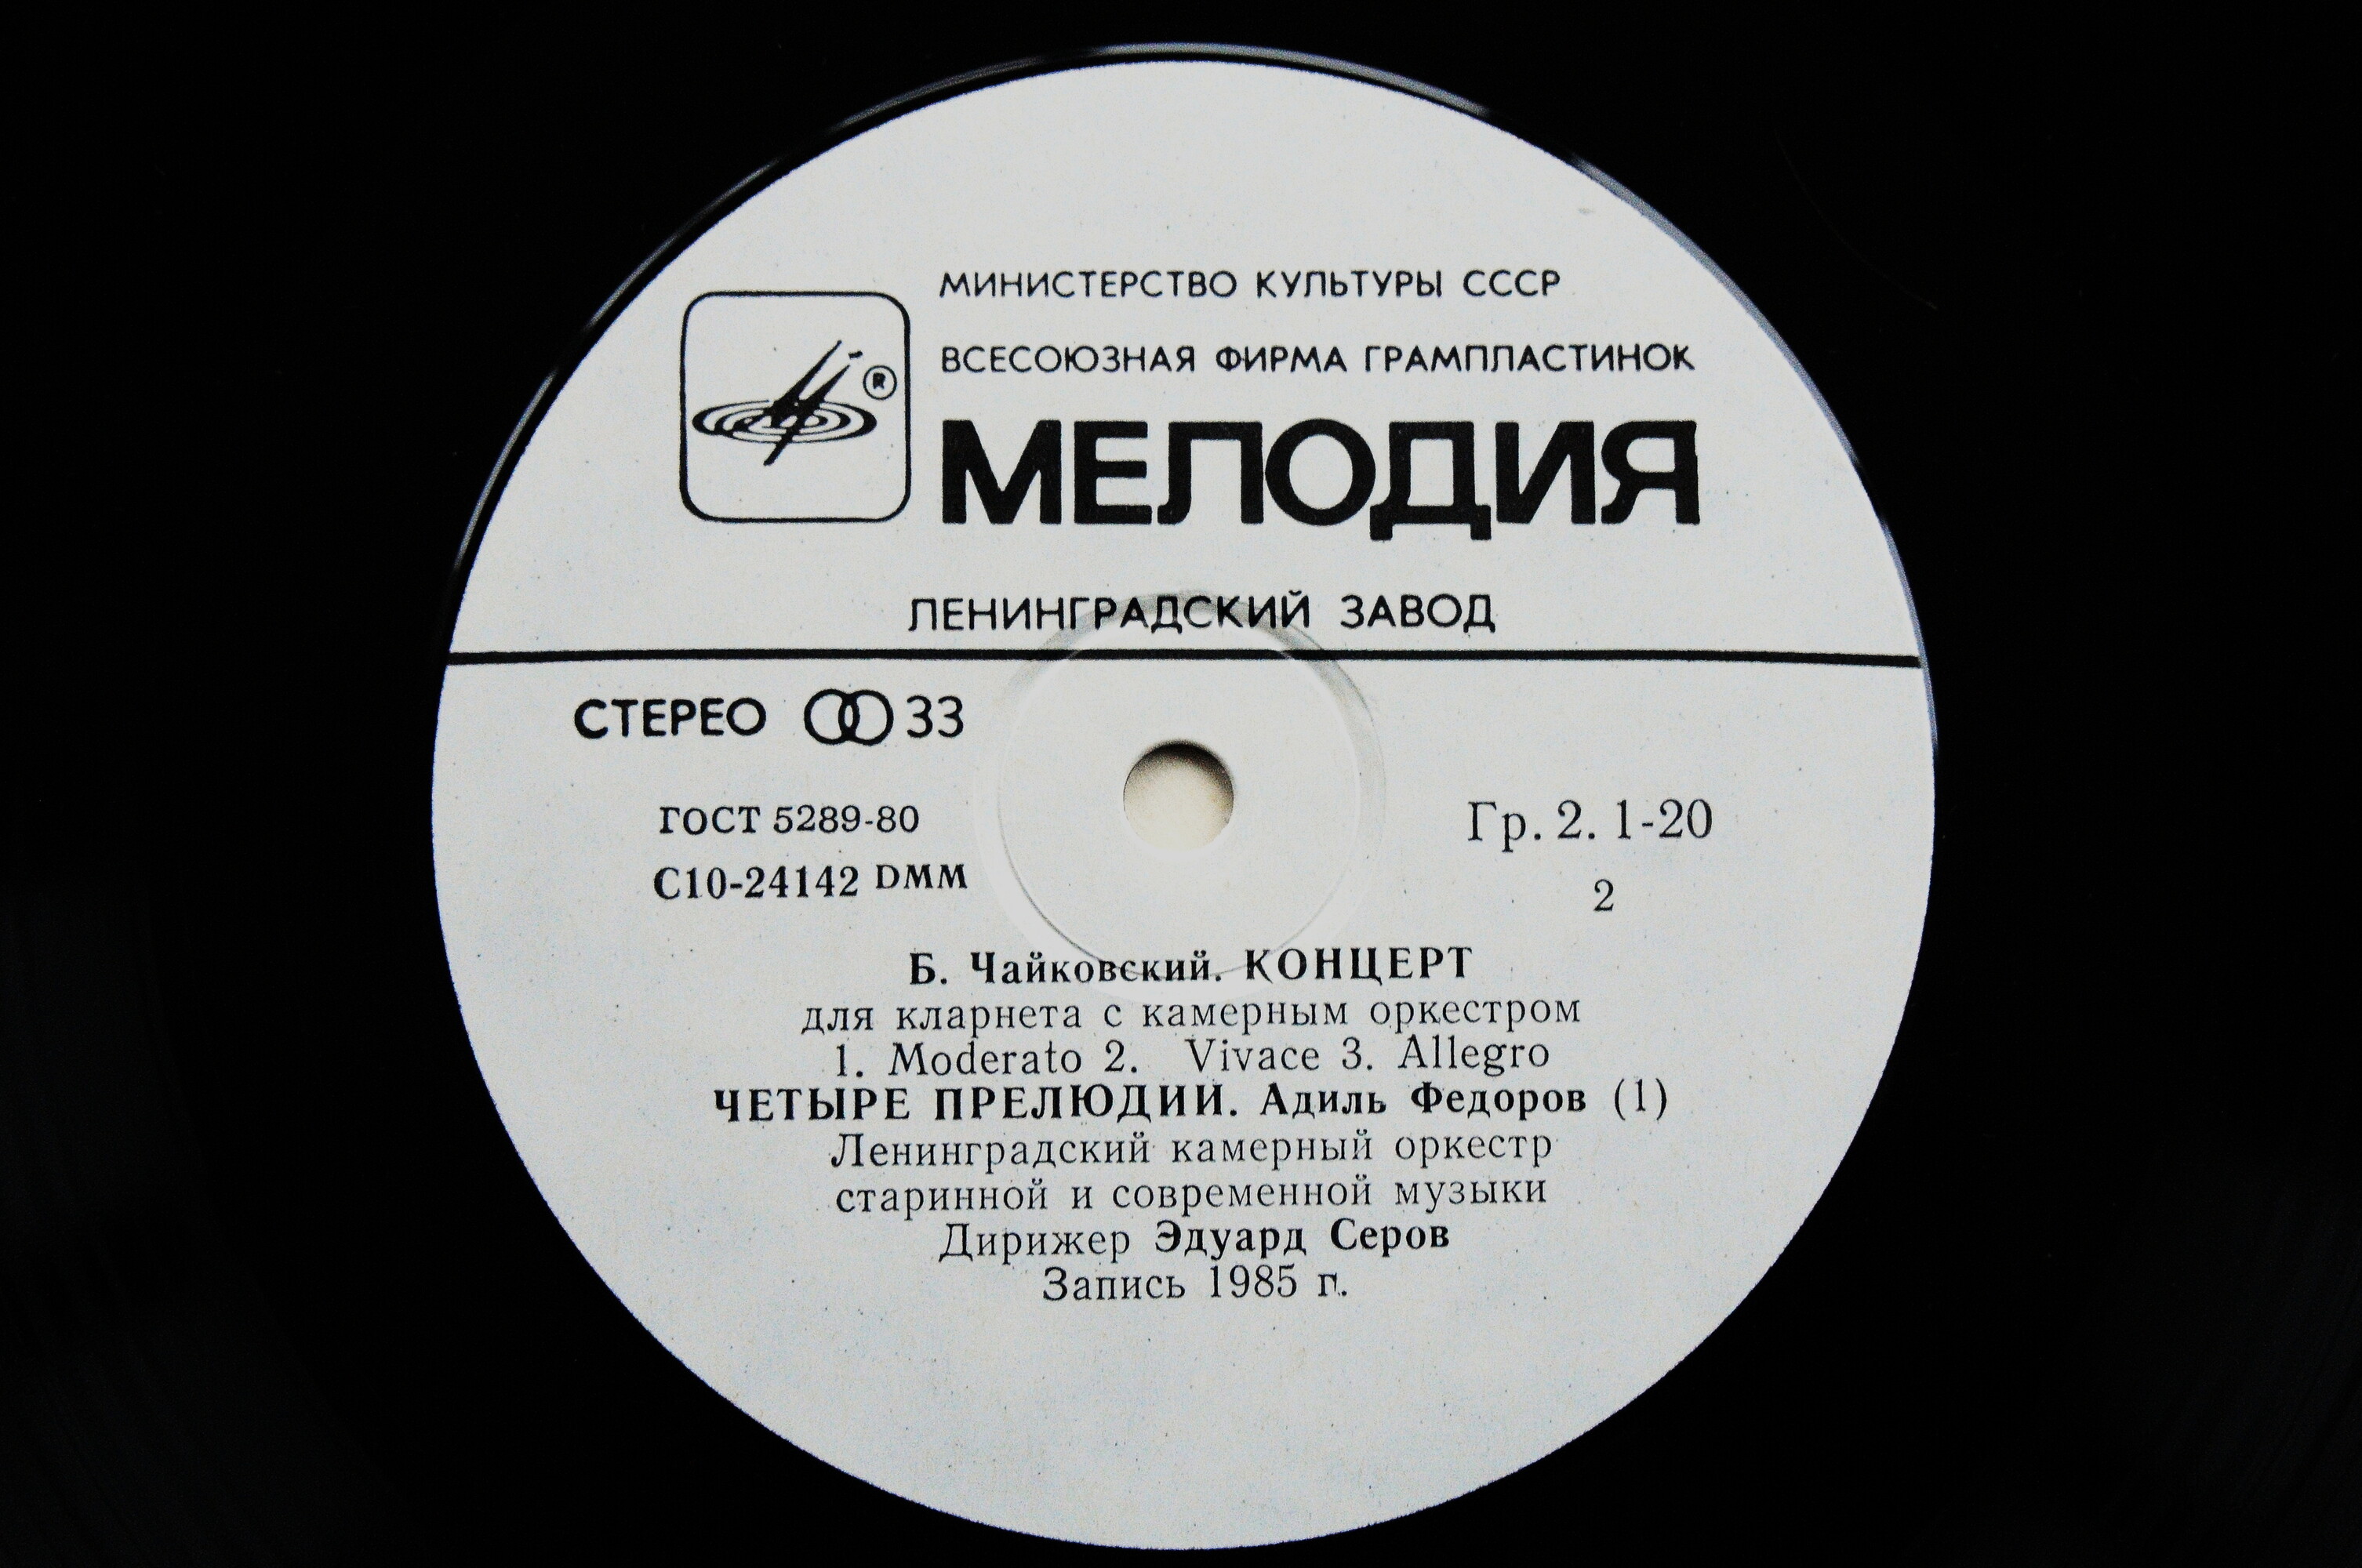 МИНИСТЕРСТВО КУЛЬТУРЫ СССР
ВСЕСОЮЗНАЯ ФИРМА ГРАМПЛАСТИНОК
®
МЕЛОДИЯ
ЛЕНИНГРАДСКИЙ ЗАВОД
СТЕРЕО 33
ГОСТ 5289-80
С10-24142 DMM
Гр. 2. 1-20
2
Б. Чайковский. КОНЦЕРТ
для кларнета с камерным оркестром
1. Moderato 2. Vivace 3. Allegro
ЧЕТЫРЕ ПРЕЛЮДИИ. Адиль Федоров (1)
Ленинградский камерный оркестр
старинной и современной музыки
Дирижер Эдуард Серов
Запись 1985 г.